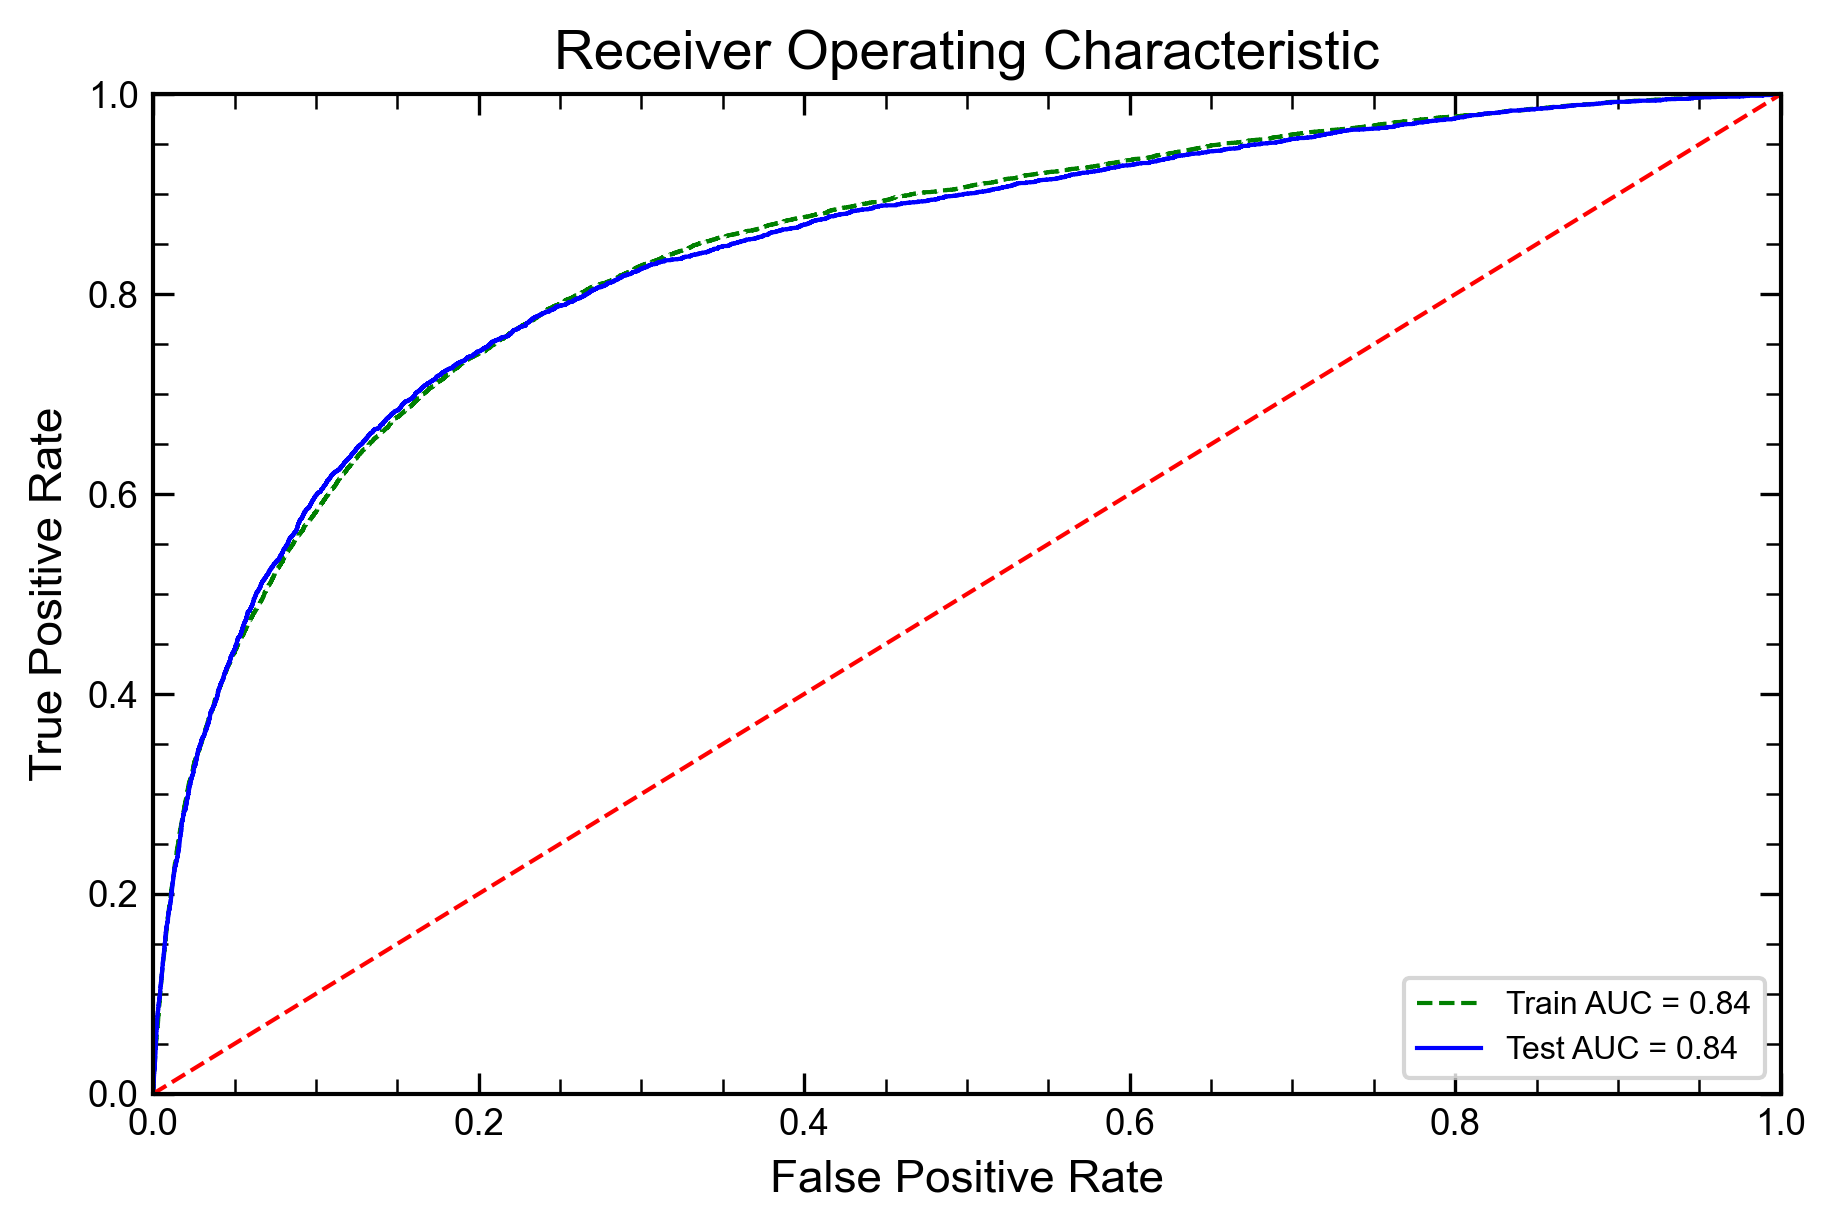 Receiver Operating Characteristic
1.0
0.8
0.6
0.4
0.2
0.0
True Positive Rate
0.0 0.2 0.4 0.6 0.8 1.0
False Positive Rate
Train AUC = 0.84
Test AUC = 0.84